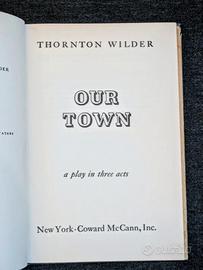 THORNTON WILDER
OUR
TOWN
a play in three acts
New York-Coward McCann, Inc.